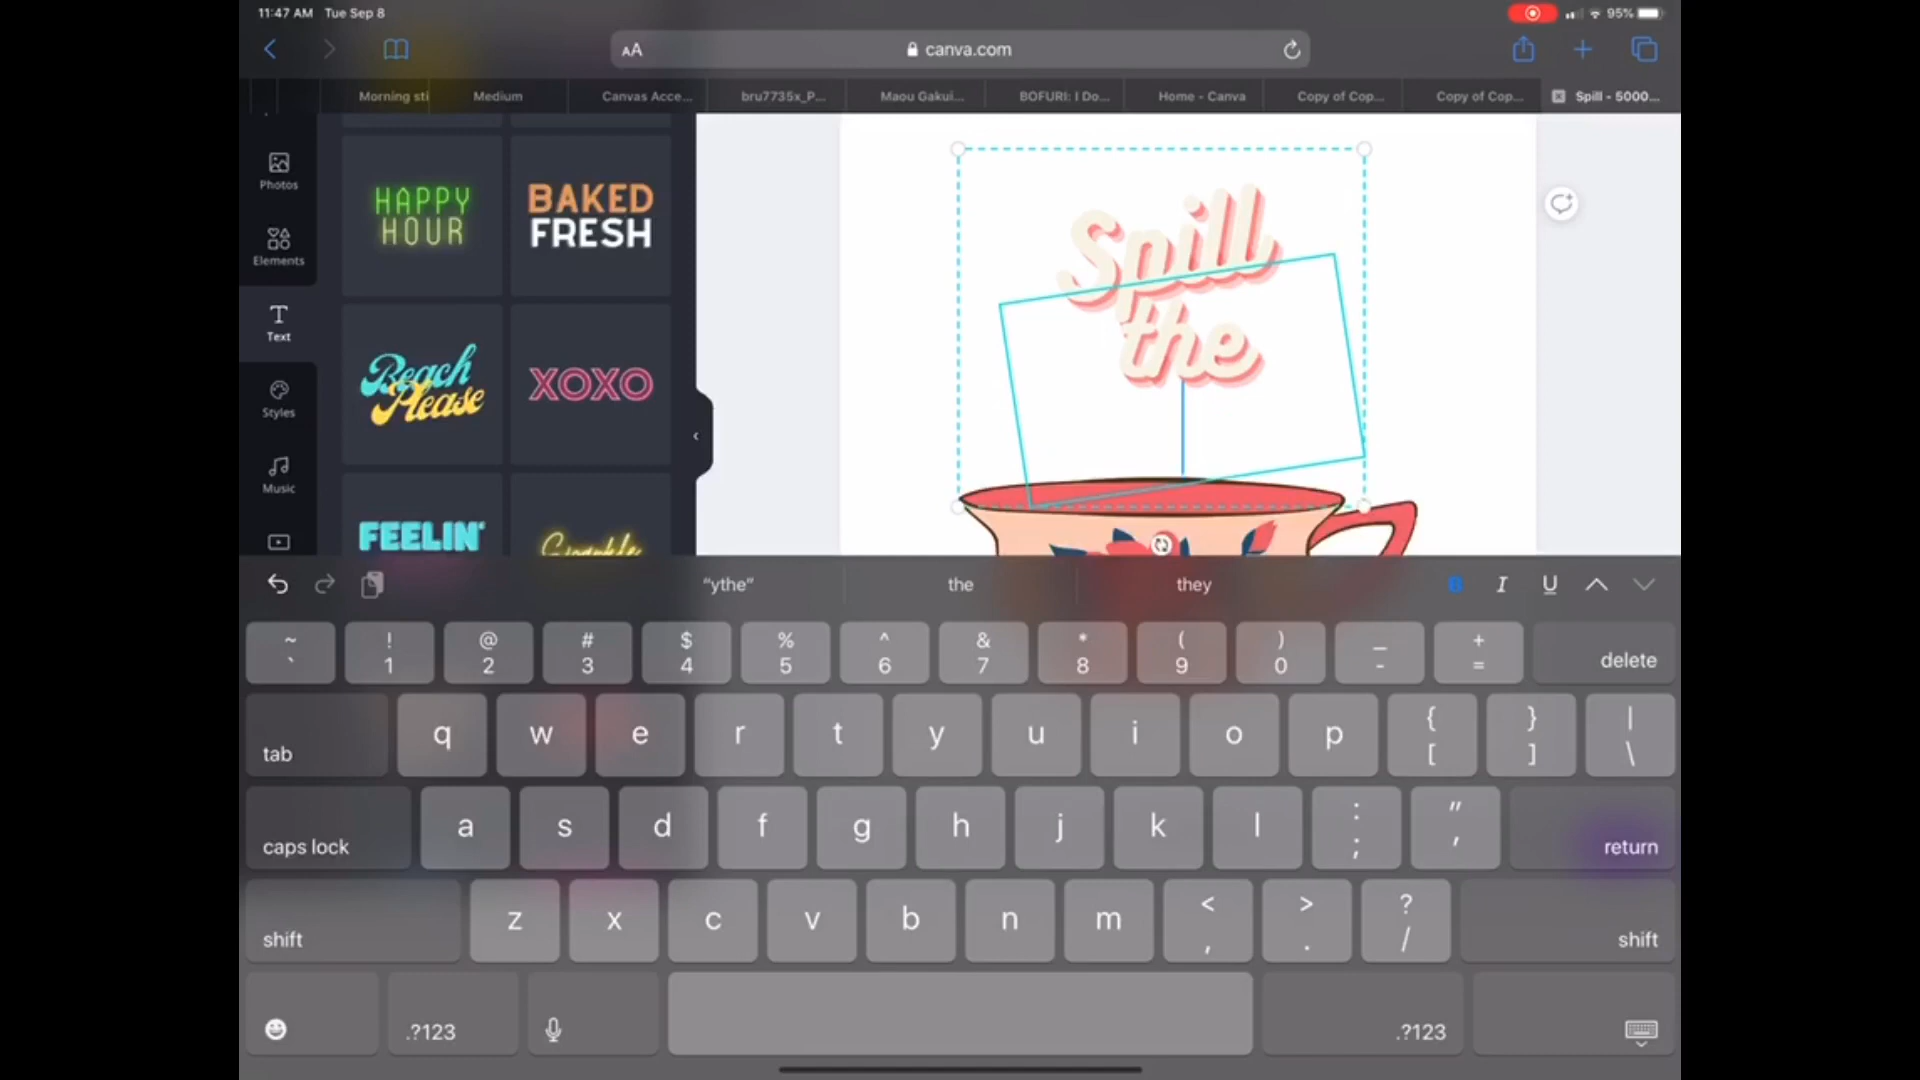 11:47 AM Tue Sep 8
95%
AA
canva.com
Morning sti
Medium
Canvas Acce...
bru7735x_P...
Maou Gakui...
BOFURI: I Do...
Home - Canva
Copy of Cop...
Copy of Cop...
Spill - 5000...
Photos
Elements
T
Text
Styles
Music
HAPPY
HOUR
BAKED
FRESH
Beach
Please
XOXO
FEELIN'
Sparkle
Spill
the
"ythe"
the
they
B I U
~ ! @ # $ % ^ & * ( ) _ +
` 1 2 3 4 5 6 7 8 9 0 - = delete
tab q w e r t y u i o p { [ } ] | \
caps lock a s d f g h j k l : ; " ' return
shift z x c v b n m < , > . ? / shift
.?123 .?123